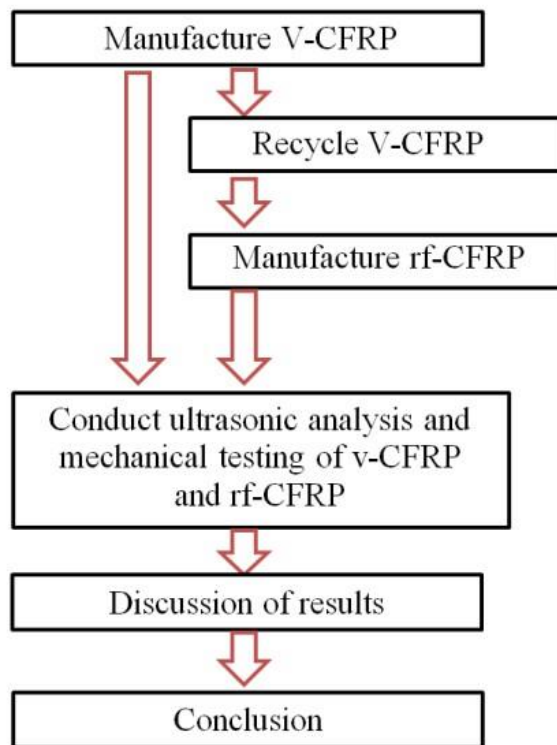 Manufacture V-CFRP
Recycle V-CFRP
Manufacture rf-CFRP
Conduct ultrasonic analysis and
mechanical testing of v-CFRP
and rf-CFRP
Discussion of results
Conclusion